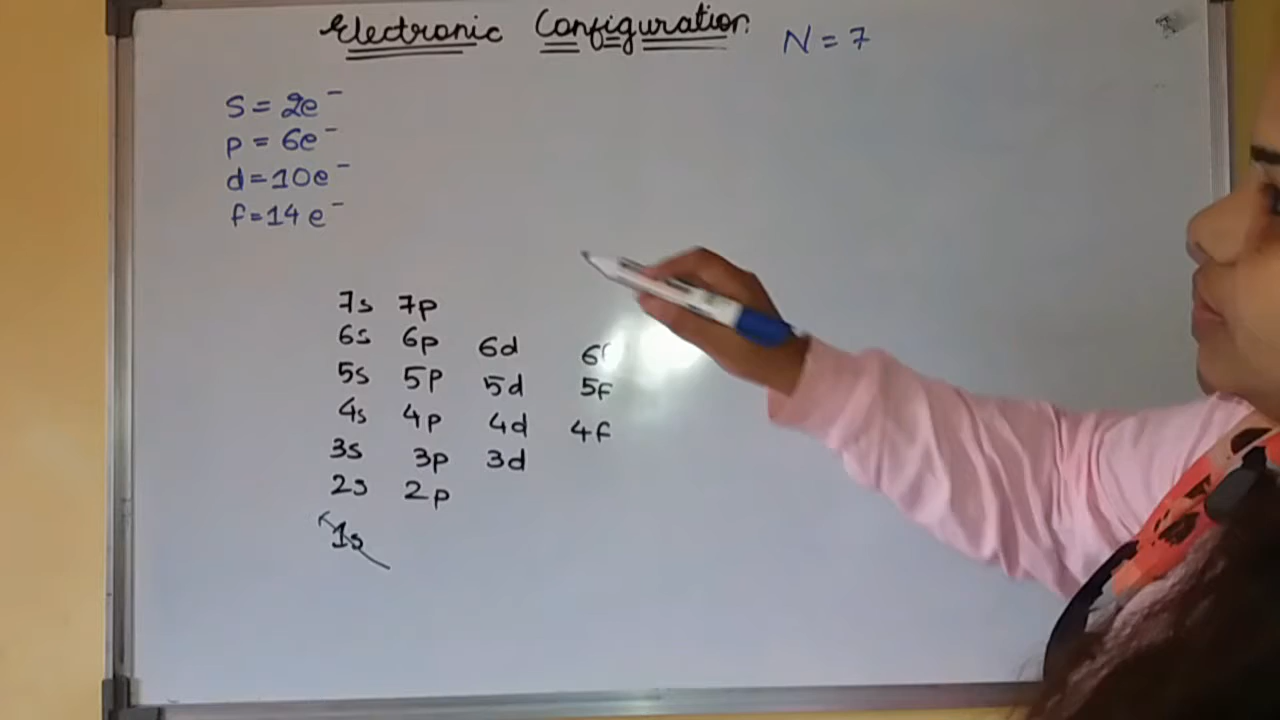 Electronic Configuration
N = 7
S = 2e⁻
p = 6e⁻
d = 10e⁻
f = 14e⁻
7s 7p
6s 6p 6d
5s 5p 5d 5f
4s 4p 4d 4f
3s 3p 3d
2s 2p
1s